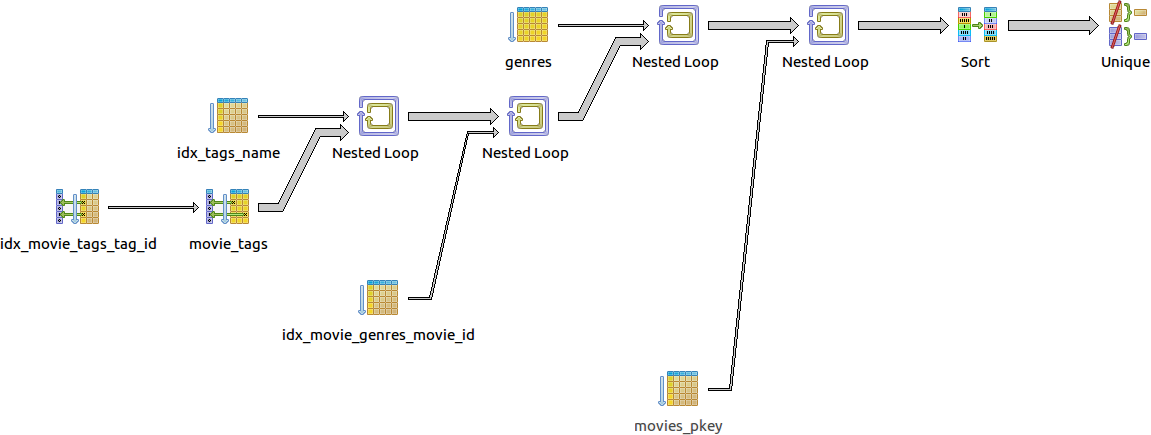 genres
Nested Loop
Nested Loop
Sort
Unique
idx_tags_name
Nested Loop
Nested Loop
idx_movie_tags_tag_id
movie_tags
idx_movie_genres_movie_id
movies_pkey